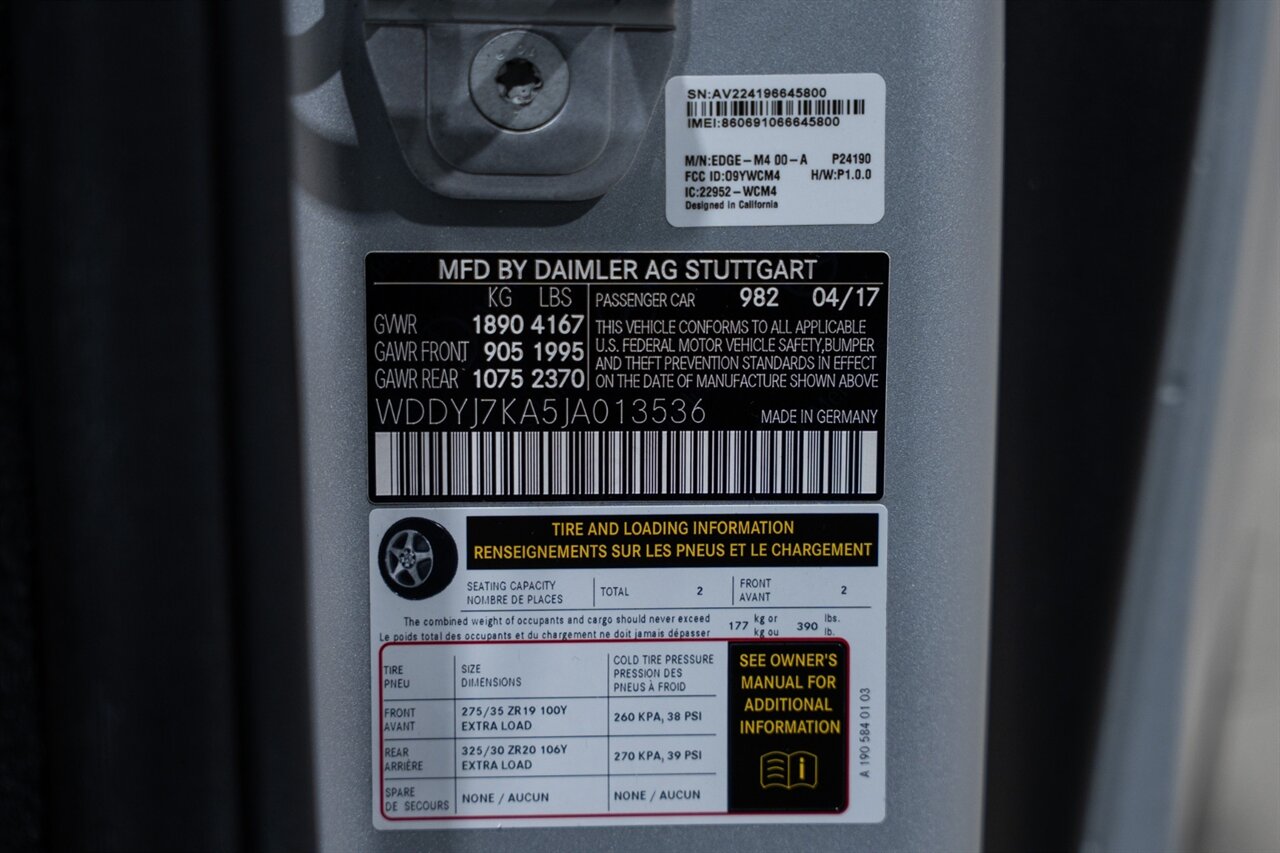 SN:AV224196645800
IMEI:860691066645800
M/N:EDGE-M4 00-A P24190
FCC ID:O9YWCM4 H/W:P1.0.0
IC:22952-WCM4
Designed in California
MFD BY DAIMLER AG STUTTGART
KG LBS PASSENGER CAR 982 04/17
GVWR 1890 4167 THIS VEHICLE CONFORMS TO ALL APPLICABLE
U.S. FEDERAL MOTOR VEHICLE SAFETY,BUMPER
GAWR FRONT 905 1995 AND THEFT PREVENTION STANDARDS IN EFFECT
GAWR REAR 1075 2370 ON THE DATE OF MANUFACTURE SHOWN ABOVE
WDDYJ7KA5JA013536 MADE IN GERMANY
TIRE AND LOADING INFORMATION
RENSEIGNEMENTS SUR LES PNEUS ET LE CHARGEMENT
SEATING CAPACITY TOTAL 2 FRONT 2
NOMBRE DE PLACES AVANT
The combined weight of occupants and cargo should never exceed 177 kg or 390 lbs.
Le poids total des occupants et du chargement ne doit jamais dépasser kg ou lb.
TIRE SIZE COLD TIRE PRESSURE
PNEU DIMENSIONS PRESSION DES
PNEUS À FROID
FRONT 275/35 ZR19 100Y 260 KPA, 38 PSI
AVANT EXTRA LOAD
REAR 325/30 ZR20 106Y 270 KPA, 39 PSI
ARRIÈRE EXTRA LOAD
SPARE NONE / AUCUN NONE / AUCUN
DE SECOURS
SEE OWNER'S
MANUAL FOR
ADDITIONAL
INFORMATION
A 190 584 01 03